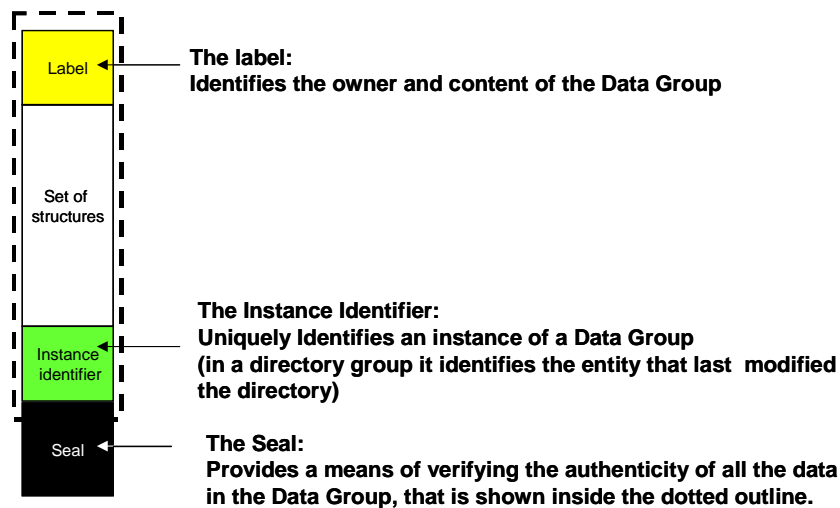 Label
The label:
Identifies the owner and content of the Data Group
Set of
structures
The Instance Identifier:
Uniquely Identifies an instance of a Data Group
(in a directory group it identifies the entity that last modified
the directory)
Instance
identifier
Seal
The Seal:
Provides a means of verifying the authenticity of all the data
in the Data Group, that is shown inside the dotted outline.